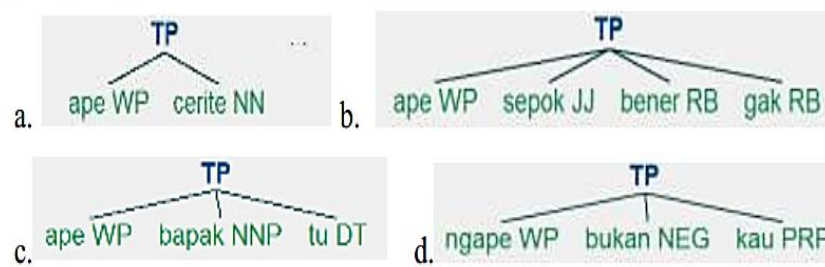 TP
TP
a. ape WP cerite NN
b. ape WP sepok JJ bener RB gak RB
TP
TP
c. ape WP bapak NNP tu DT
d. ngape WP bukan NEG kau PRP